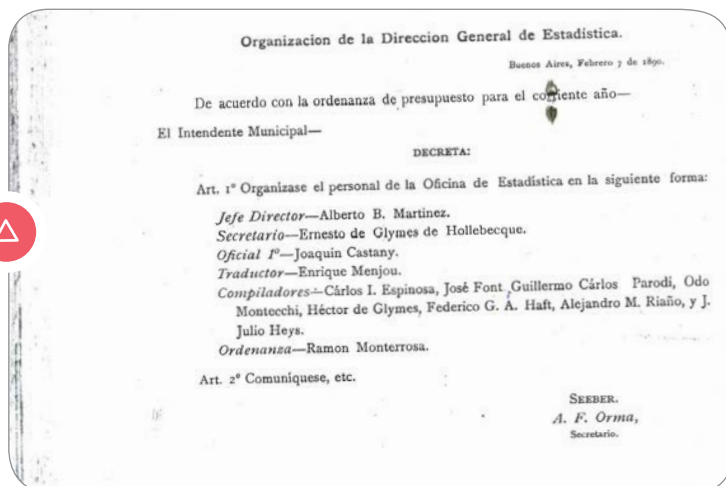 Organizacion de la Direccion General de Estadística.
Buenos Aires, Febrero 7 de 1890.
De acuerdo con la ordenanza de presupuesto para el corriente año—
El Intendente Municipal—
DECRETA:
Art. 1º Organízase el personal de la Oficina de Estadística en la siguiente forma:
Jefe Director—Alberto B. Martinez.
Secretario—Ernesto de Glymes de Hollebecque.
Oficial 1º—Joaquin Castany.
Traductor—Enrique Menjou.
Compiladores—Cárlos I. Espinosa, José Font, Guillermo Cárlos Parodi, Odo
Montecchi, Héctor de Glymes, Federico G. A. Haft, Alejandro M. Riaño, y J.
Julio Heys.
Ordenanza—Ramon Monterrosa.
Art. 2º Comuníquese, etc.
SEEBER.
A. F. Orma,
Secretario.